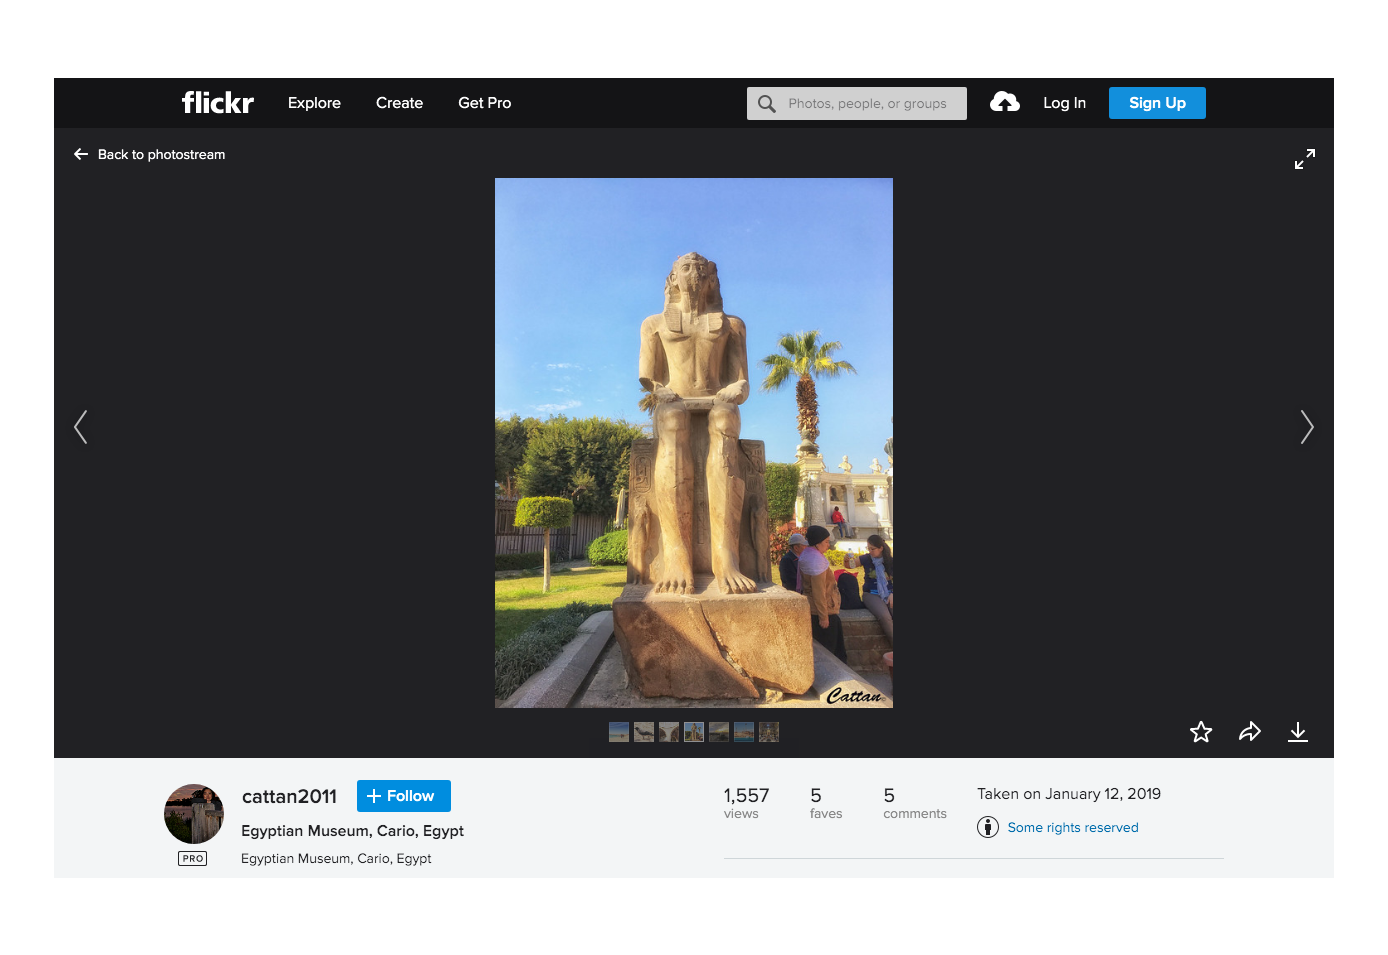 flickr Explore Create Get Pro Photos, people, or groups Log In Sign Up
Back to photostream
Cattan
cattan2011 + Follow
Egyptian Museum, Cario, Egypt
PRO
Egyptian Museum, Cario, Egypt
1,557 5 5
views faves comments
Taken on January 12, 2019
Some rights reserved